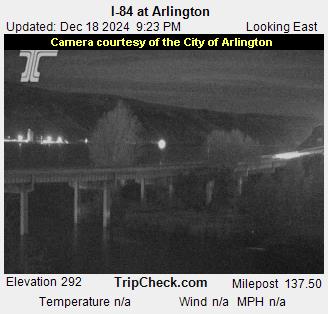 I-84 at Arlington
Updated: Dec 18 2024 9:23 PM Looking East
Camera courtesy of the City of Arlington
Elevation 292 TripCheck.com Milepost 137.50
Temperature n/a Wind n/a MPH n/a